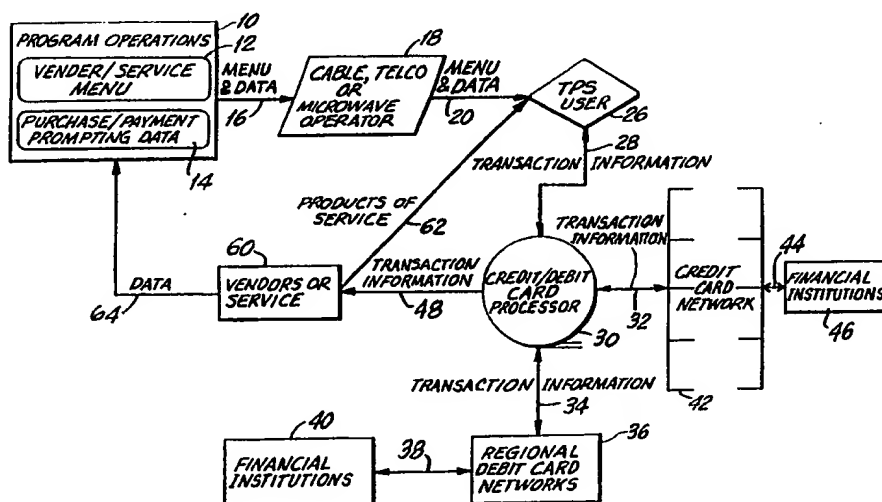 10
PROGRAM OPERATIONS
12
VENDER/SERVICE
MENU
PURCHASE/PAYMENT
PROMPTING DATA
14
MENU
& DATA
16
18
CABLE, TELCO
OR
MICROWAVE
OPERATOR
MENU
& DATA
20
TPS
USER
26
28
TRANSACTION INFORMATION
PRODUCTS OF
SERVICE
62
TRANSACTION
INFORMATION
32
60
VENDORS OR
SERVICE
DATA
64
TRANSACTION
INFORMATION
48
CREDIT/DEBIT
CARD
PROCESSOR
30
CREDIT
CARD
NETWORK
42
44
FINANCIAL
INSTITUTIONS
46
TRANSACTION INFORMATION
34
40
FINANCIAL
INSTITUTIONS
38
REGIONAL
DEBIT CARD
NETWORKS
36